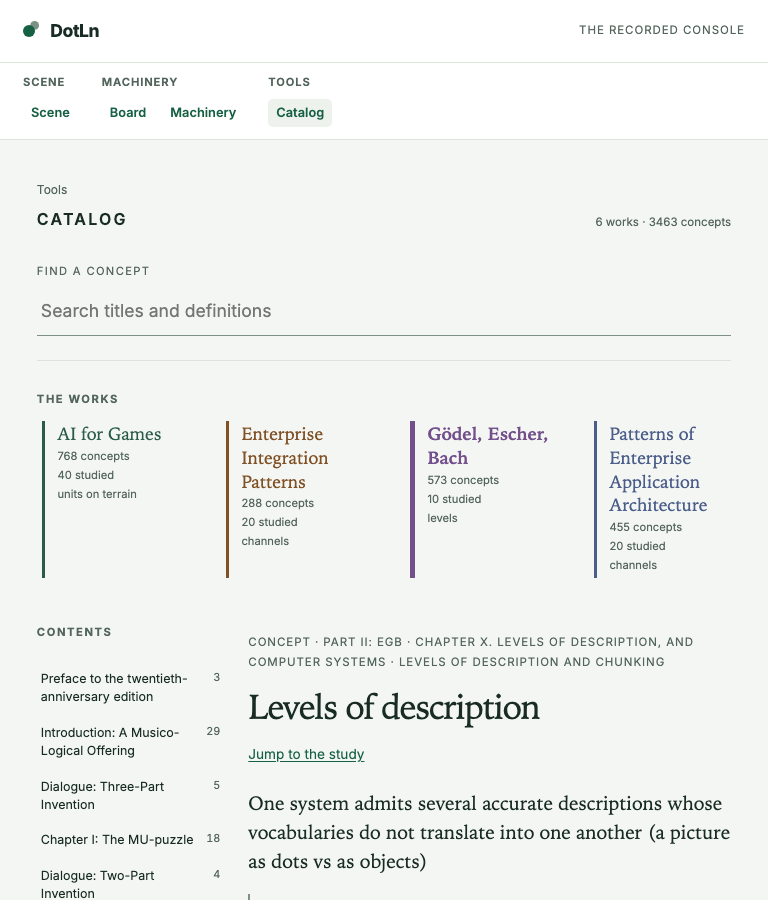 DotLn
THE RECORDED CONSOLE
SCENE
MACHINERY
TOOLS
Scene
Board
Machinery
Catalog
Tools
CATALOG
6 works · 3463 concepts
FIND A CONCEPT
Search titles and definitions
THE WORKS
AI for Games
768 concepts
40 studied
units on terrain
Enterprise
Integration
Patterns
288 concepts
20 studied
channels
Gödel, Escher,
Bach
573 concepts
10 studied
levels
Patterns of
Enterprise
Application
Architecture
455 concepts
20 studied
channels
CONTENTS
Preface to the twentieth-
anniversary edition
3
Introduction: A Musico-
Logical Offering
29
Dialogue: Three-Part
Invention
5
Chapter I: The MU-puzzle
18
Dialogue: Two-Part
Invention
4
CONCEPT · PART II: EGB · CHAPTER X. LEVELS OF DESCRIPTION, AND
COMPUTER SYSTEMS · LEVELS OF DESCRIPTION AND CHUNKING
Levels of description
Jump to the study
One system admits several accurate descriptions whose
vocabularies do not translate into one another (a picture
as dots vs as objects)